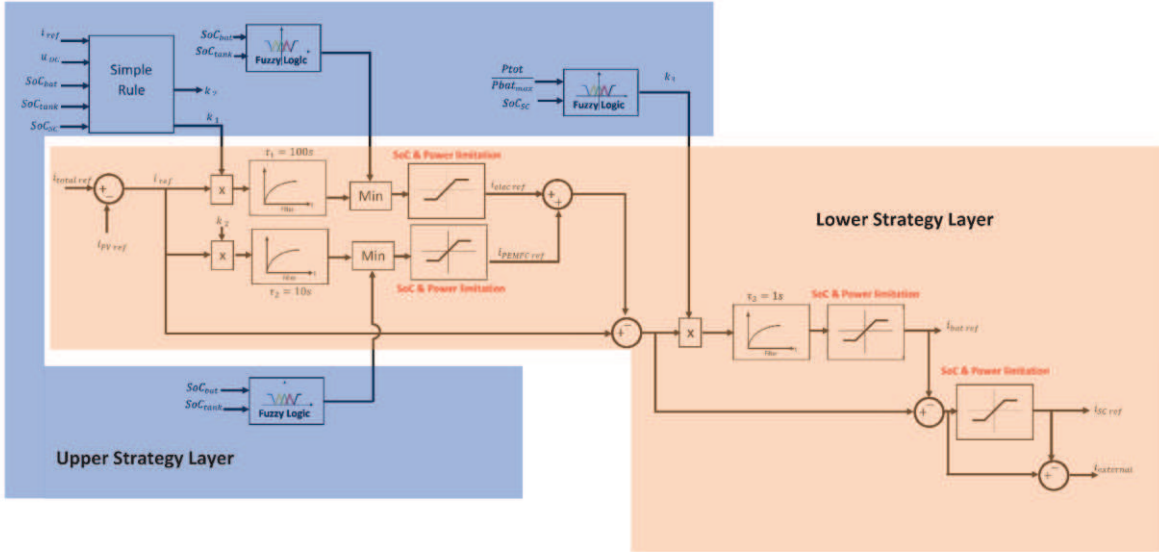 i_ref
u_oc
SoC_bat
SoC_tank
SoC_sc
Simple
Rule
k_2
k_1
SoC_bat
SoC_tank
Fuzzy Logic
Ptot
Pbat_max
SoC_SC
Fuzzy Logic
k_3
τ_1 = 100s
SoC & Power limitation
i_total ref
i_ref
x
Min
i_elec ref
i_PV ref
k_2
x
Min
i_PEMFC ref
τ_2 = 10s
SoC & Power limitation
Lower Strategy Layer
τ_2 = 1s
SoC & Power limitation
x
i_bat ref
SoC & Power limitation
SoC_bat
SoC_tank
Fuzzy Logic
i_SC ref
Upper Strategy Layer
i_external